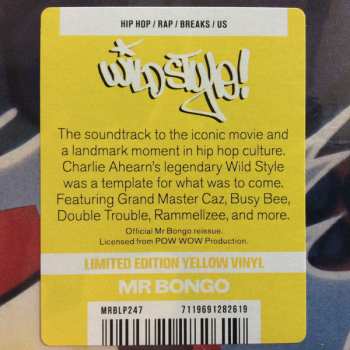 HIP HOP / RAP / BREAKS / US
wild style!
The soundtrack to the iconic movie and
a landmark moment in hip hop culture.
Charlie Ahearn's legendary Wild Style
was a template for what was to come.
Featuring Grand Master Caz, Busy Bee,
Double Trouble, Rammellzee, and more.
Official Mr Bongo reissue.
Licensed from POW WOW Production.
LIMITED EDITION YELLOW VINYL
MR BONGO
MRBLP247 7119691282619